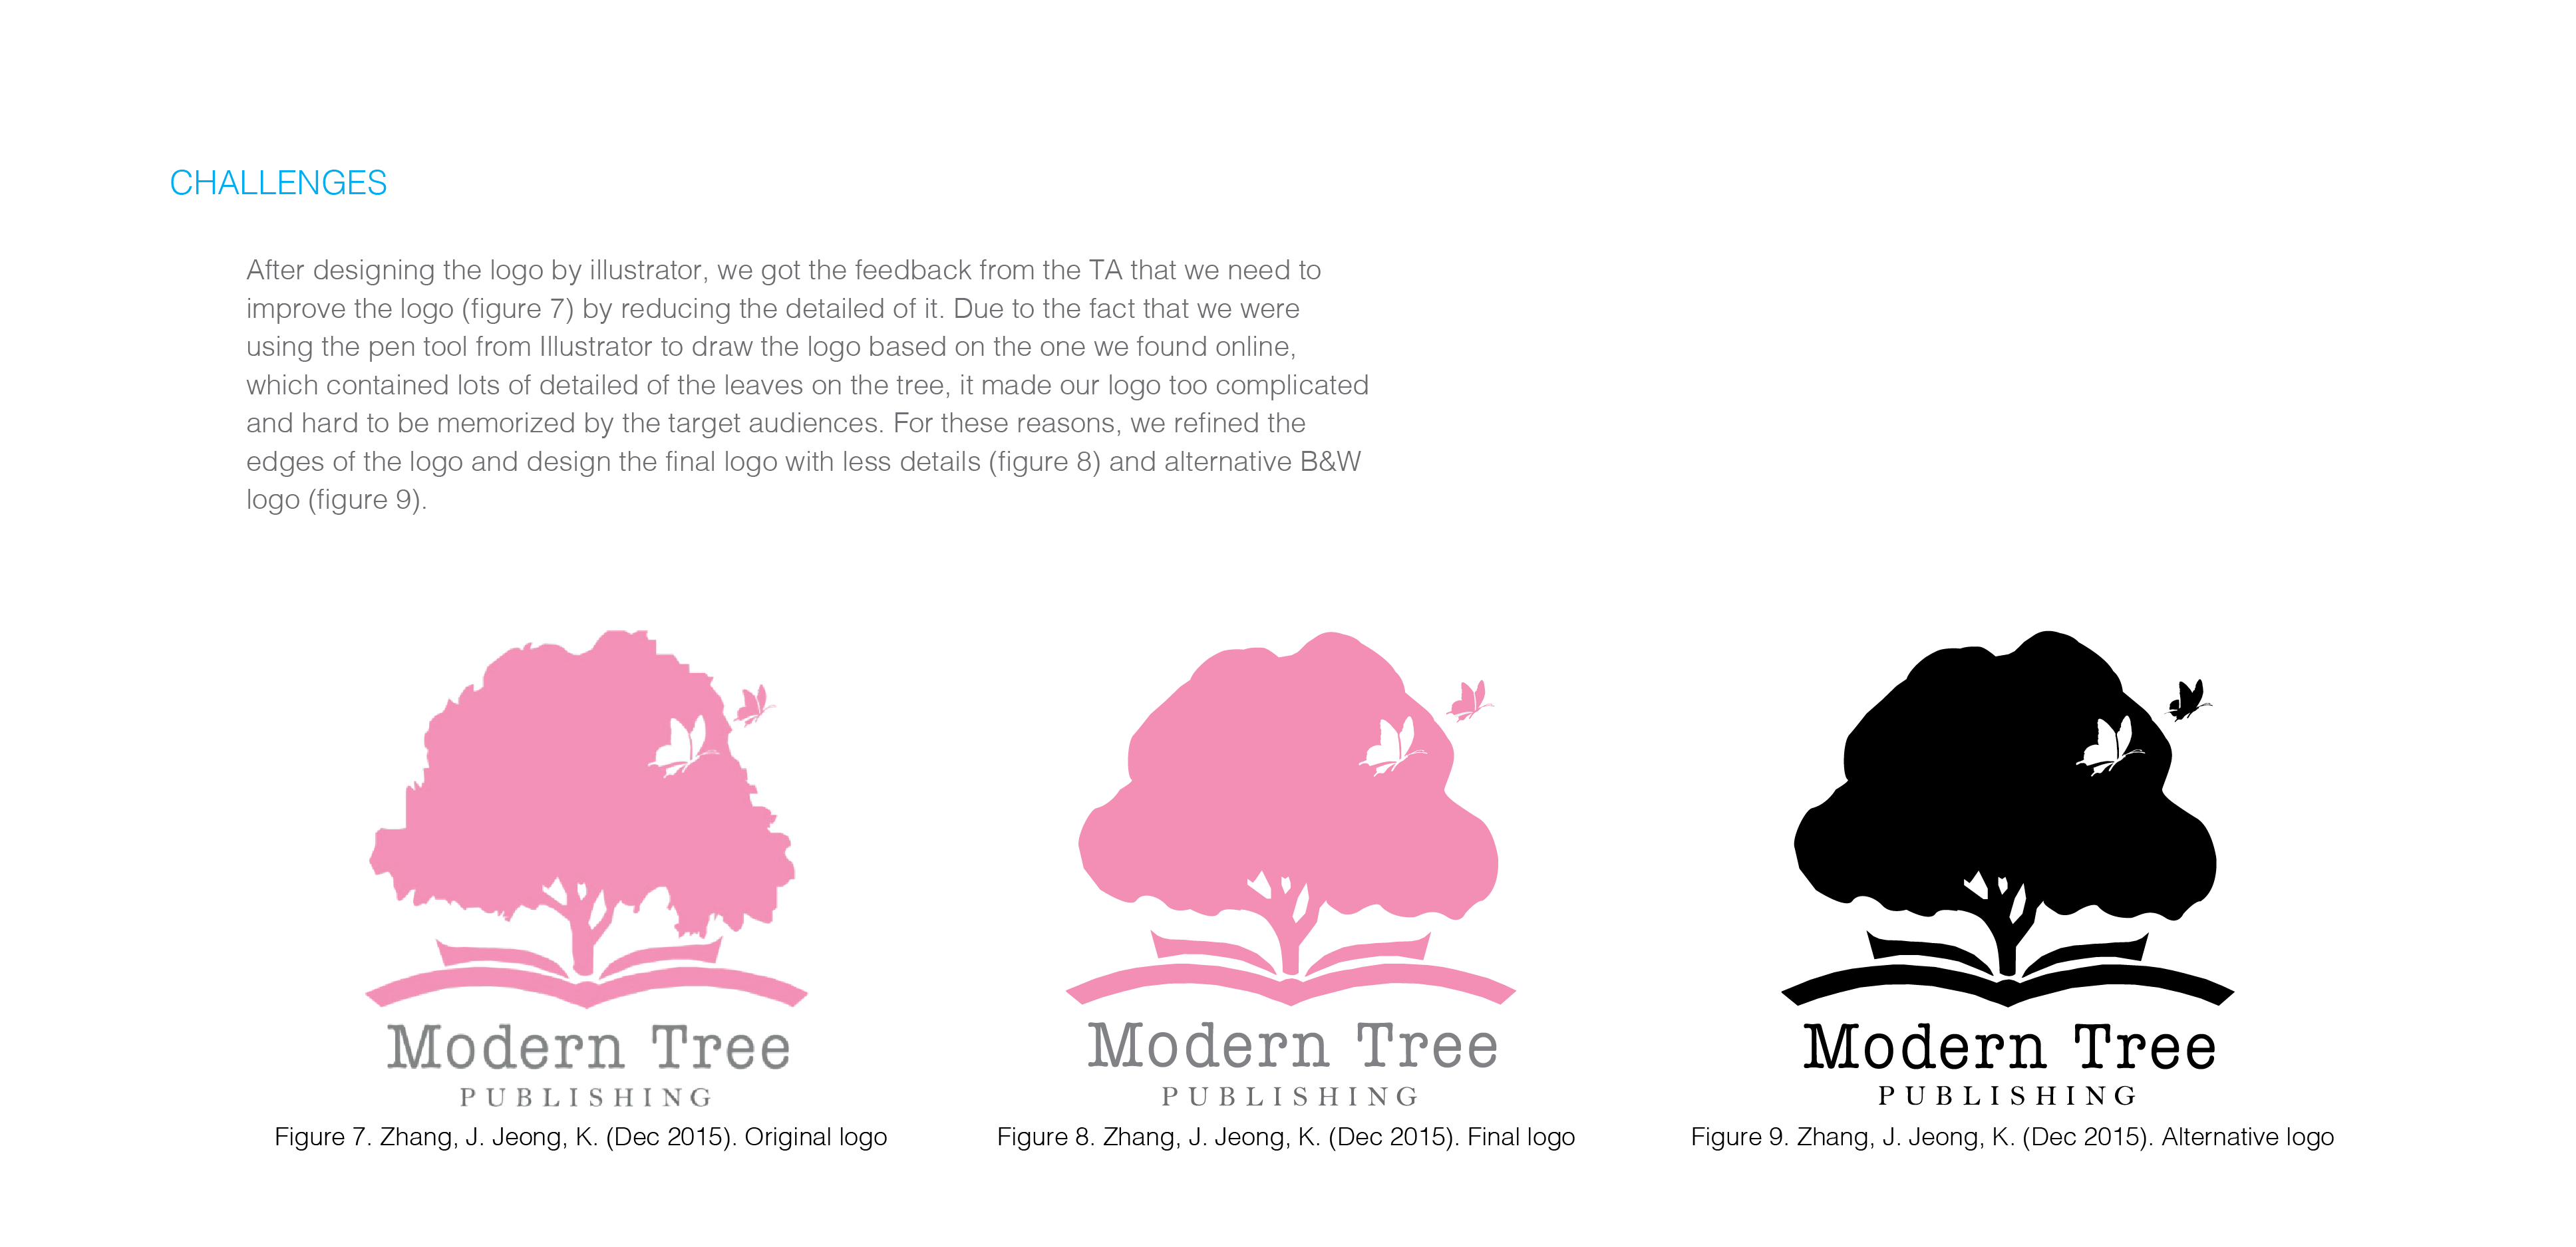 CHALLENGES
After designing the logo by illustrator, we got the feedback from the TA that we need to
improve the logo (figure 7) by reducing the detailed of it. Due to the fact that we were
using the pen tool from Illustrator to draw the logo based on the one we found online,
which contained lots of detailed of the leaves on the tree, it made our logo too complicated
and hard to be memorized by the target audiences. For these reasons, we refined the
edges of the logo and design the final logo with less details (figure 8) and alternative B&W
logo (figure 9).
Modern Tree
PUBLISHING
Figure 7. Zhang, J. Jeong, K. (Dec 2015). Original logo
Modern Tree
PUBLISHING
Figure 8. Zhang, J. Jeong, K. (Dec 2015). Final logo
Modern Tree
PUBLISHING
Figure 9. Zhang, J. Jeong, K. (Dec 2015). Alternative logo